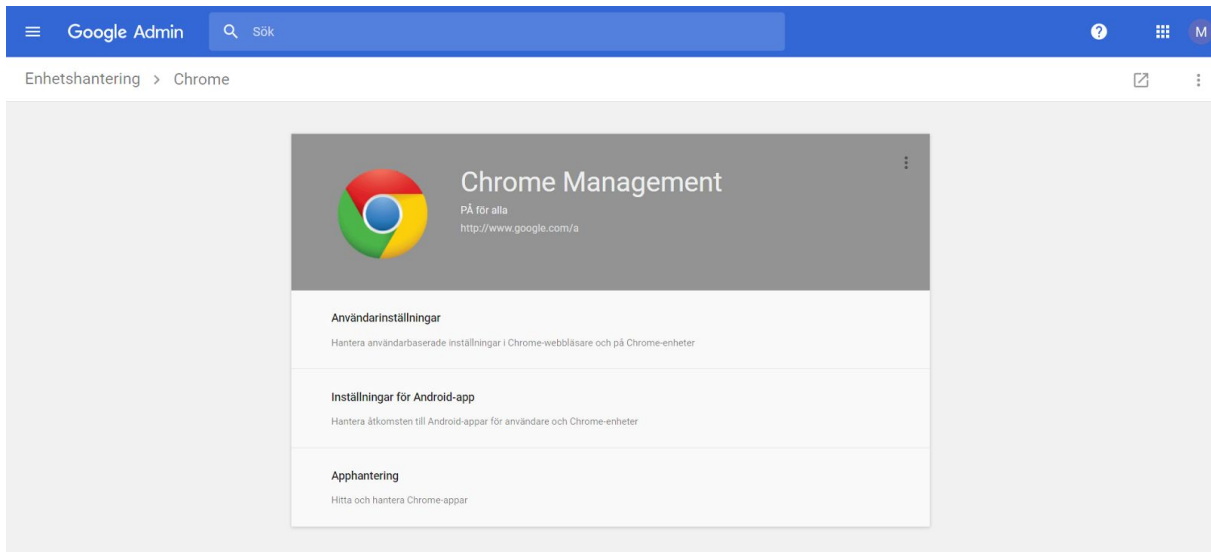 Google Admin
Sök
M
Enhetshantering > Chrome
Chrome Management
PÅ för alla
http://www.google.com/a
Användarinställningar
Hantera användarbaserade inställningar i Chrome-webbläsare och på Chrome-enheter
Inställningar för Android-app
Hantera åtkomsten till Android-appar för användare och Chrome-enheter
Apphantering
Hitta och hantera Chrome-appar